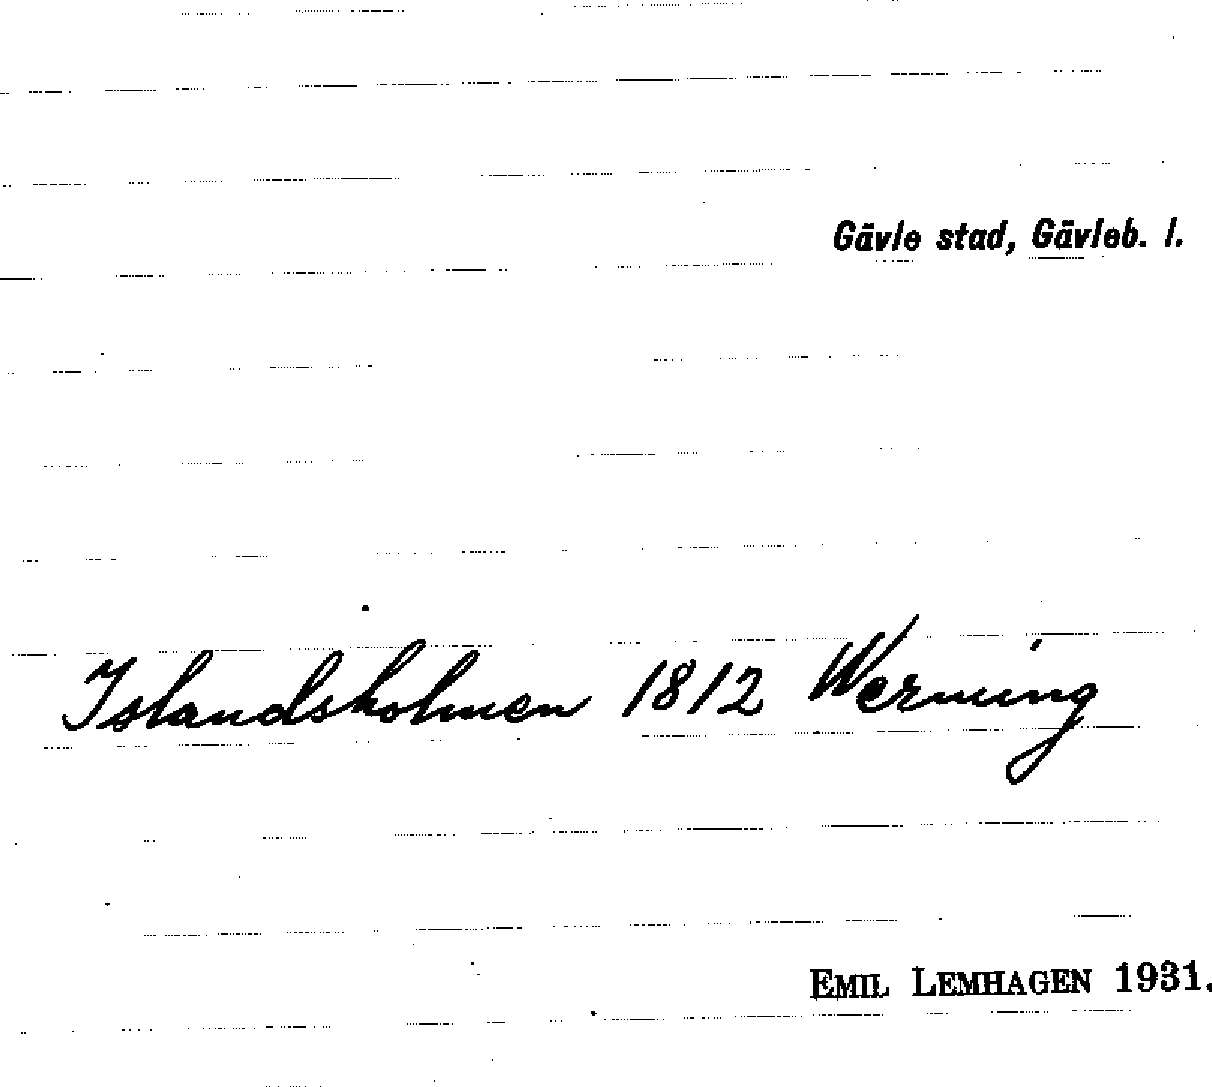 Gävle stad, Gävleb. l.
Islandsholmen 1812 Werming
EMIL LEMHAGEN 1931.